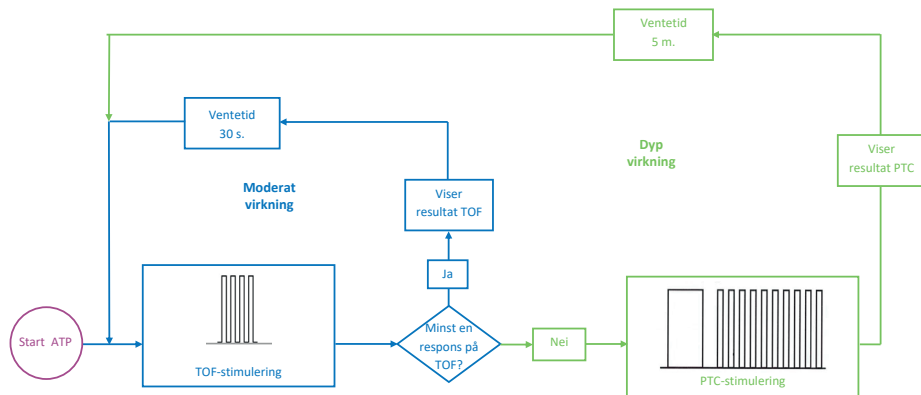 Ventetid
5 m.
Ventetid
30 s.
Dyp
virkning
Viser
resultat PTC
Moderat
virkning
Viser
resultat TOF
Ja
Start ATP
TOF-stimulering
Minst en
respons på
TOF?
Nei
PTC-stimulering